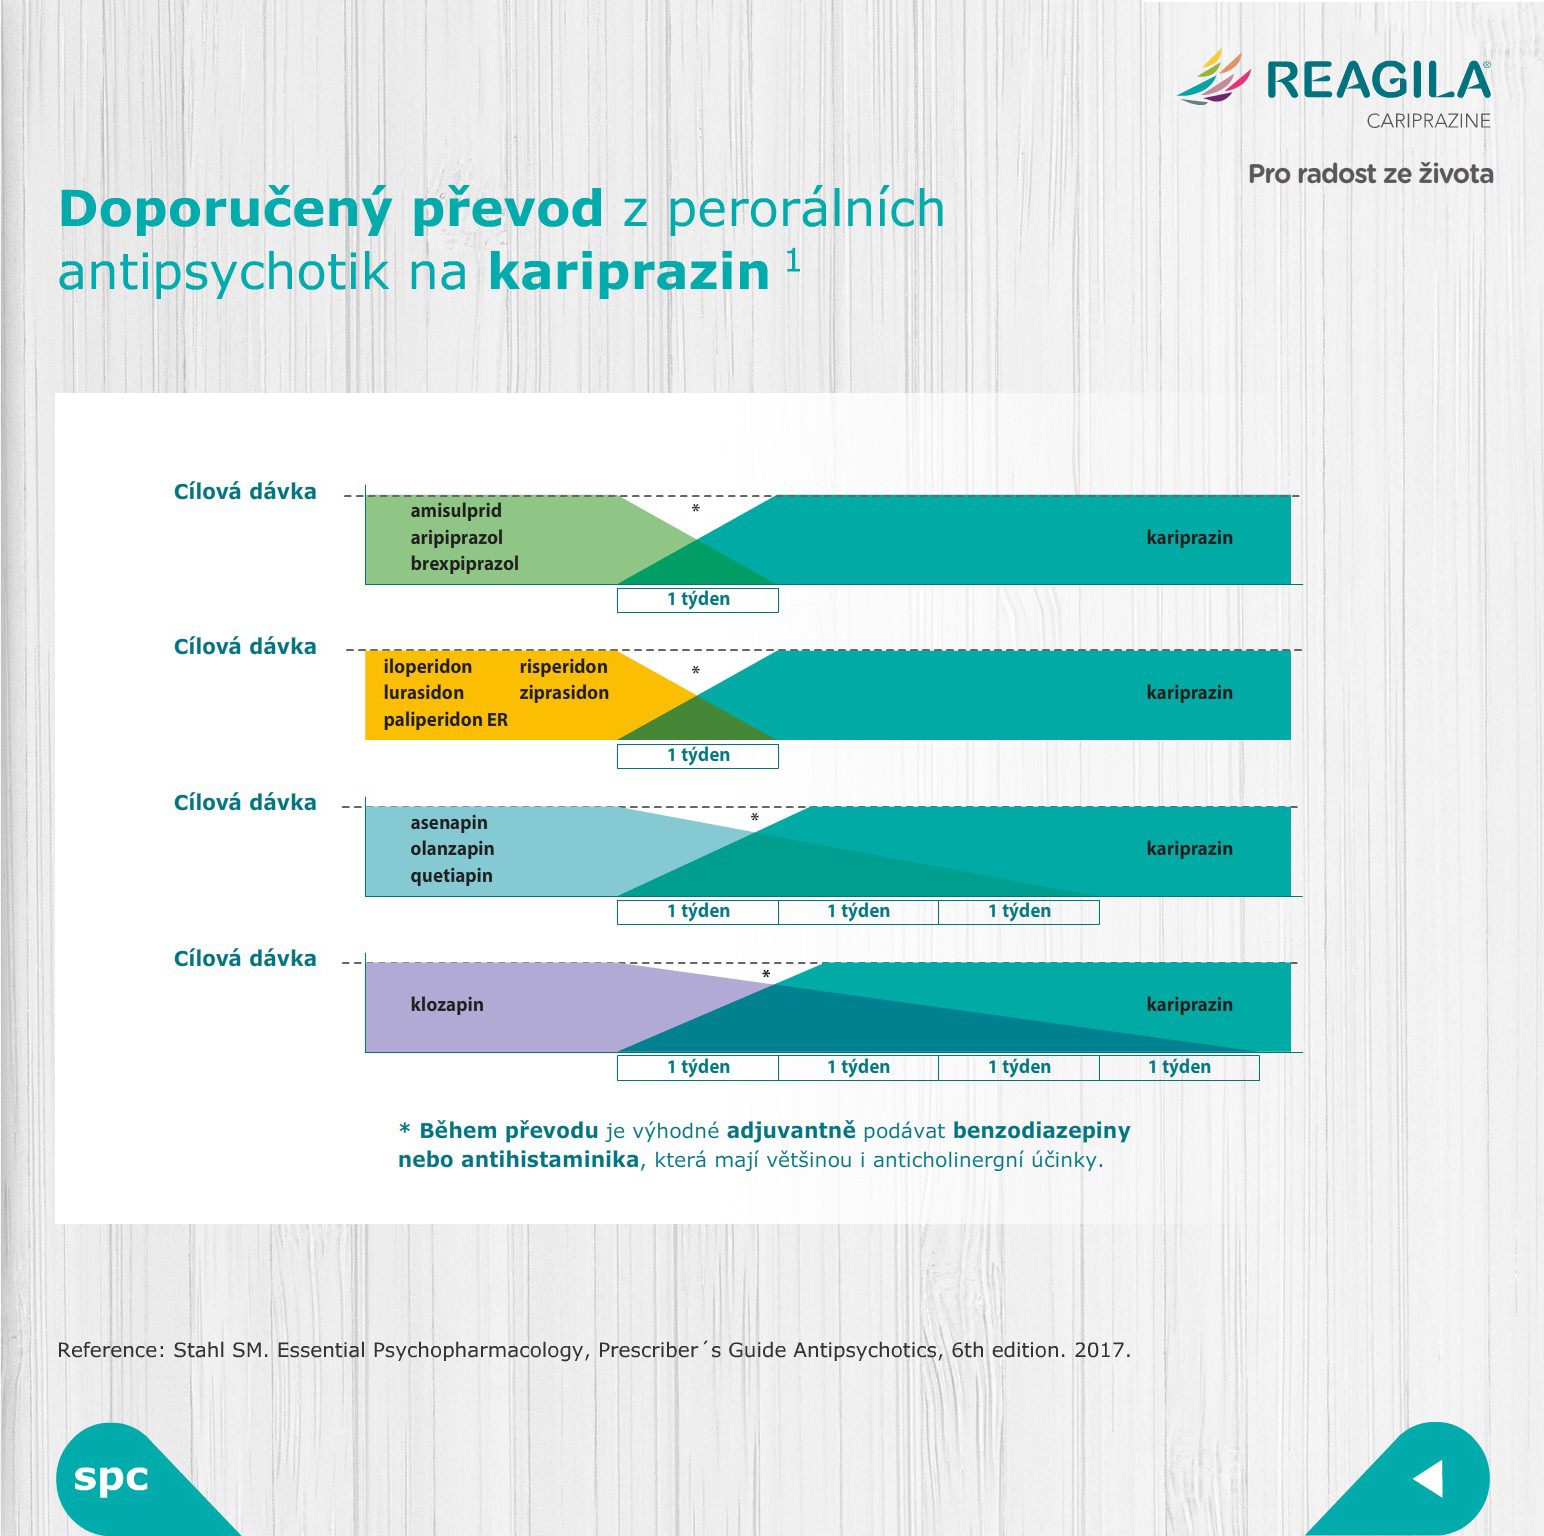 REAGILA®
CARIPRAZINE
Pro radost ze života
Doporučený převod z perorálních
antipsychotik na kariprazin 1
Cílová dávka
amisulprid
aripiprazol
brexpiprazol
*
kariprazin
1 týden
Cílová dávka
iloperidon risperidon
lurasidon ziprasidon
paliperidon ER
*
kariprazin
1 týden
Cílová dávka
asenapin
olanzapin
quetiapin
*
kariprazin
1 týden 1 týden 1 týden
Cílová dávka
klozapin
*
kariprazin
1 týden 1 týden 1 týden 1 týden
* Během převodu je výhodné adjuvantně podávat benzodiazepiny
nebo antihistaminika, která mají většinou i anticholinergní účinky.
Reference: Stahl SM. Essential Psychopharmacology, Prescriber´s Guide Antipsychotics, 6th edition. 2017.
spc